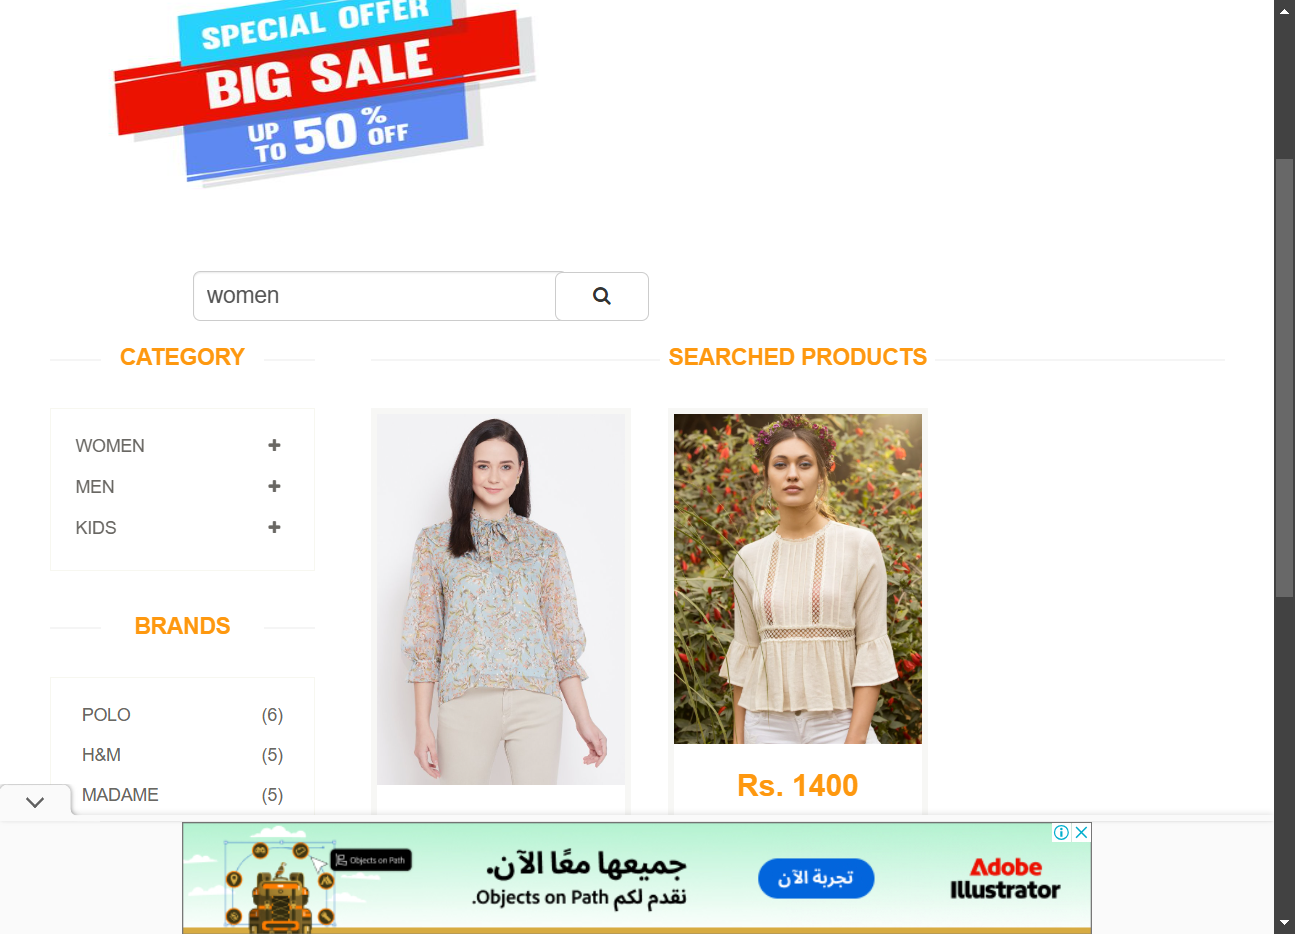 SPECIAL OFFER
BIG SALE
UP TO 50% OFF
women
CATEGORY
SEARCHED PRODUCTS
WOMEN
MEN
KIDS
BRANDS
POLO (6)
H&M (5)
MADAME (5)
Rs. 1400
Objects on Path
جميعها معًا الآن.
نقدم لكم Objects on Path.
تجربة الآن
Adobe
Illustrator